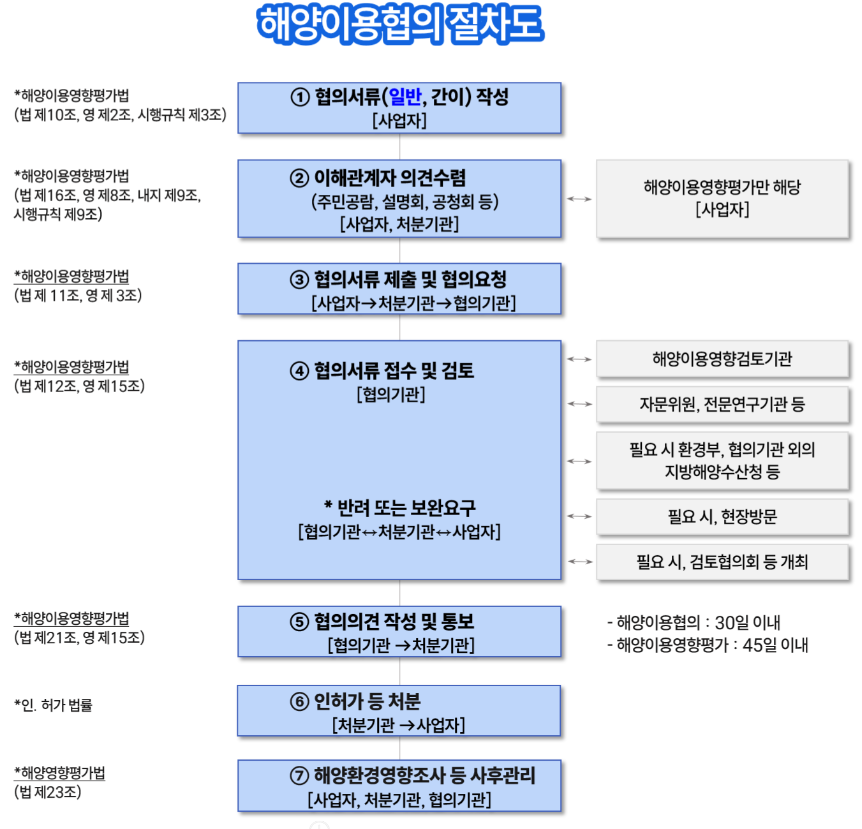 해양이용협의 절차도
*해양이용영향평가법
(법 제10조, 영 제2조, 시행규칙 제3조)
① 협의서류(일반, 간이) 작성
[사업자]
*해양이용영향평가법
(법 제16조, 영 제8조, 내지 제9조,
시행규칙 제9조)
② 이해관계자 의견수렴
(주민공람, 설명회, 공청회 등)
[사업자, 처분기관]
해양이용영향평가만 해당
[사업자]
*해양이용영향평가법
(법 제 11조, 영 제 3조)
③ 협의서류 제출 및 협의요청
[사업자→처분기관→협의기관]
*해양이용영향평가법
(법 제12조, 영 제15조)
④ 협의서류 접수 및 검토
[협의기관]
* 반려 또는 보완요구
[협의기관↔처분기관↔사업자]
해양이용영향검토기관
자문위원, 전문연구기관 등
필요 시 환경부, 협의기관 외의
지방해양수산청 등
필요 시, 현장방문
필요 시, 검토협의회 등 개최
*해양이용영향평가법
(법 제21조, 영 제15조)
⑤ 협의의견 작성 및 통보
[협의기관 →처분기관]
- 해양이용협의 : 30일 이내
- 해양이용영향평가 : 45일 이내
*인. 허가 법률
⑥ 인허가 등 처분
[처분기관 →사업자]
*해양영향평가법
(법 제23조)
⑦ 해양환경영향조사 등 사후관리
[사업자, 처분기관, 협의기관]